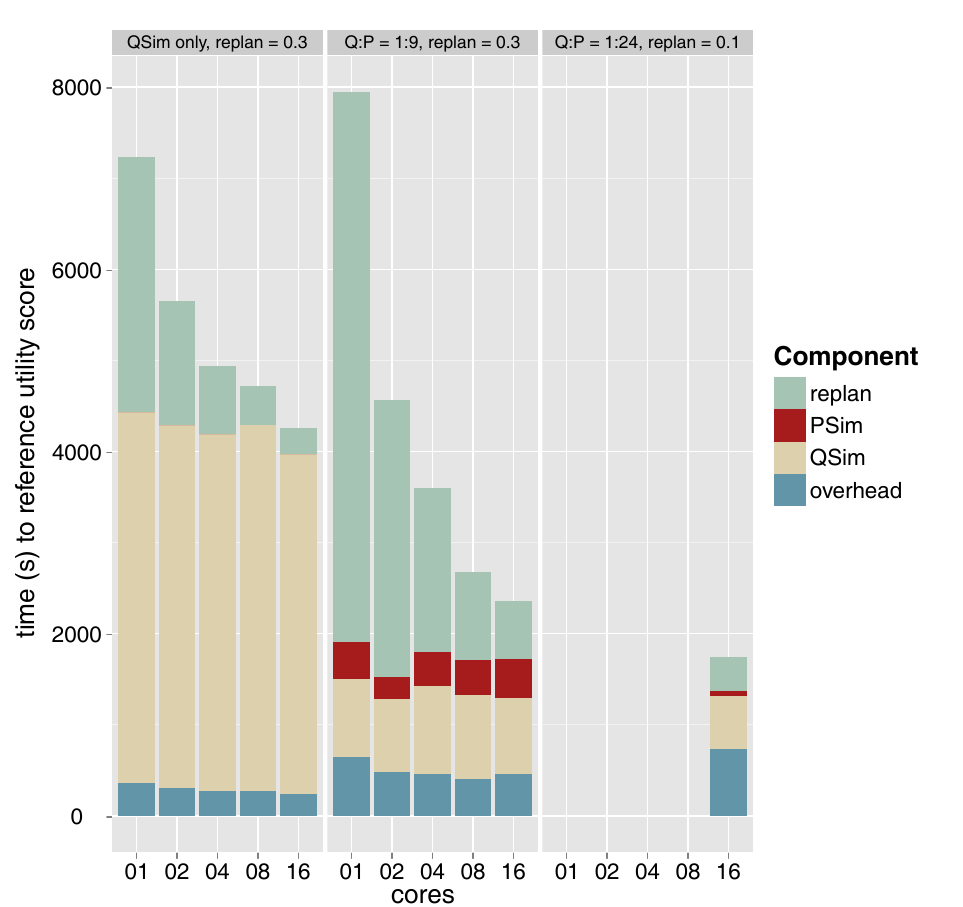 QSim only, replan = 0.3
Q:P = 1:9, replan = 0.3
Q:P = 1:24, replan = 0.1
time (s) to reference utility score
8000
6000
4000
2000
0
01 02 04 08 16
01 02 04 08 16
01 02 04 08 16
cores
Component
replan
PSim
QSim
overhead